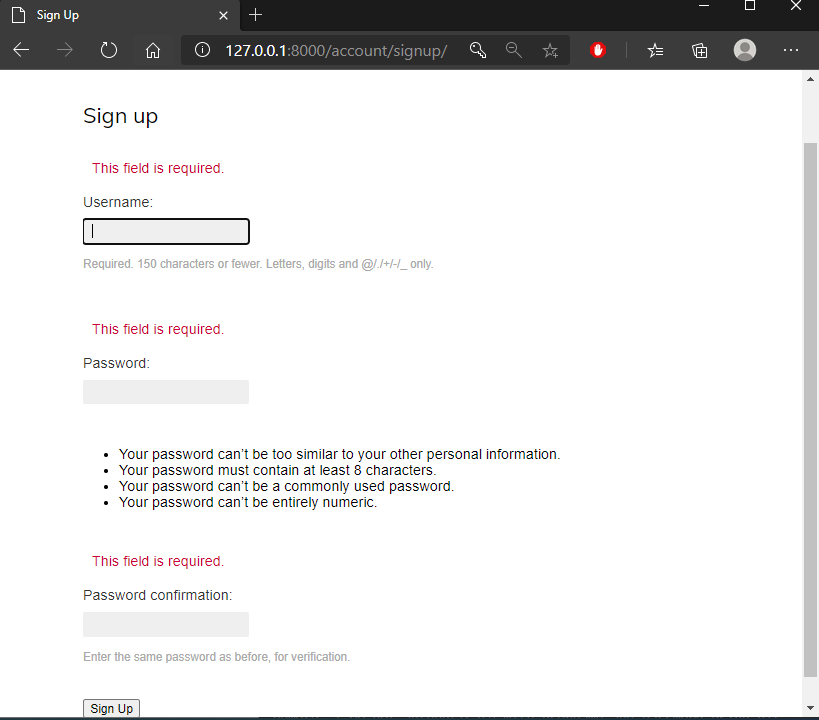 Sign Up
127.0.0.1:8000/account/signup/
Sign up
This field is required.
Username:
Required. 150 characters or fewer. Letters, digits and @/./+/-/_ only.
This field is required.
Password:
Your password can’t be too similar to your other personal information.
Your password must contain at least 8 characters.
Your password can’t be a commonly used password.
Your password can’t be entirely numeric.
This field is required.
Password confirmation:
Enter the same password as before, for verification.
Sign Up